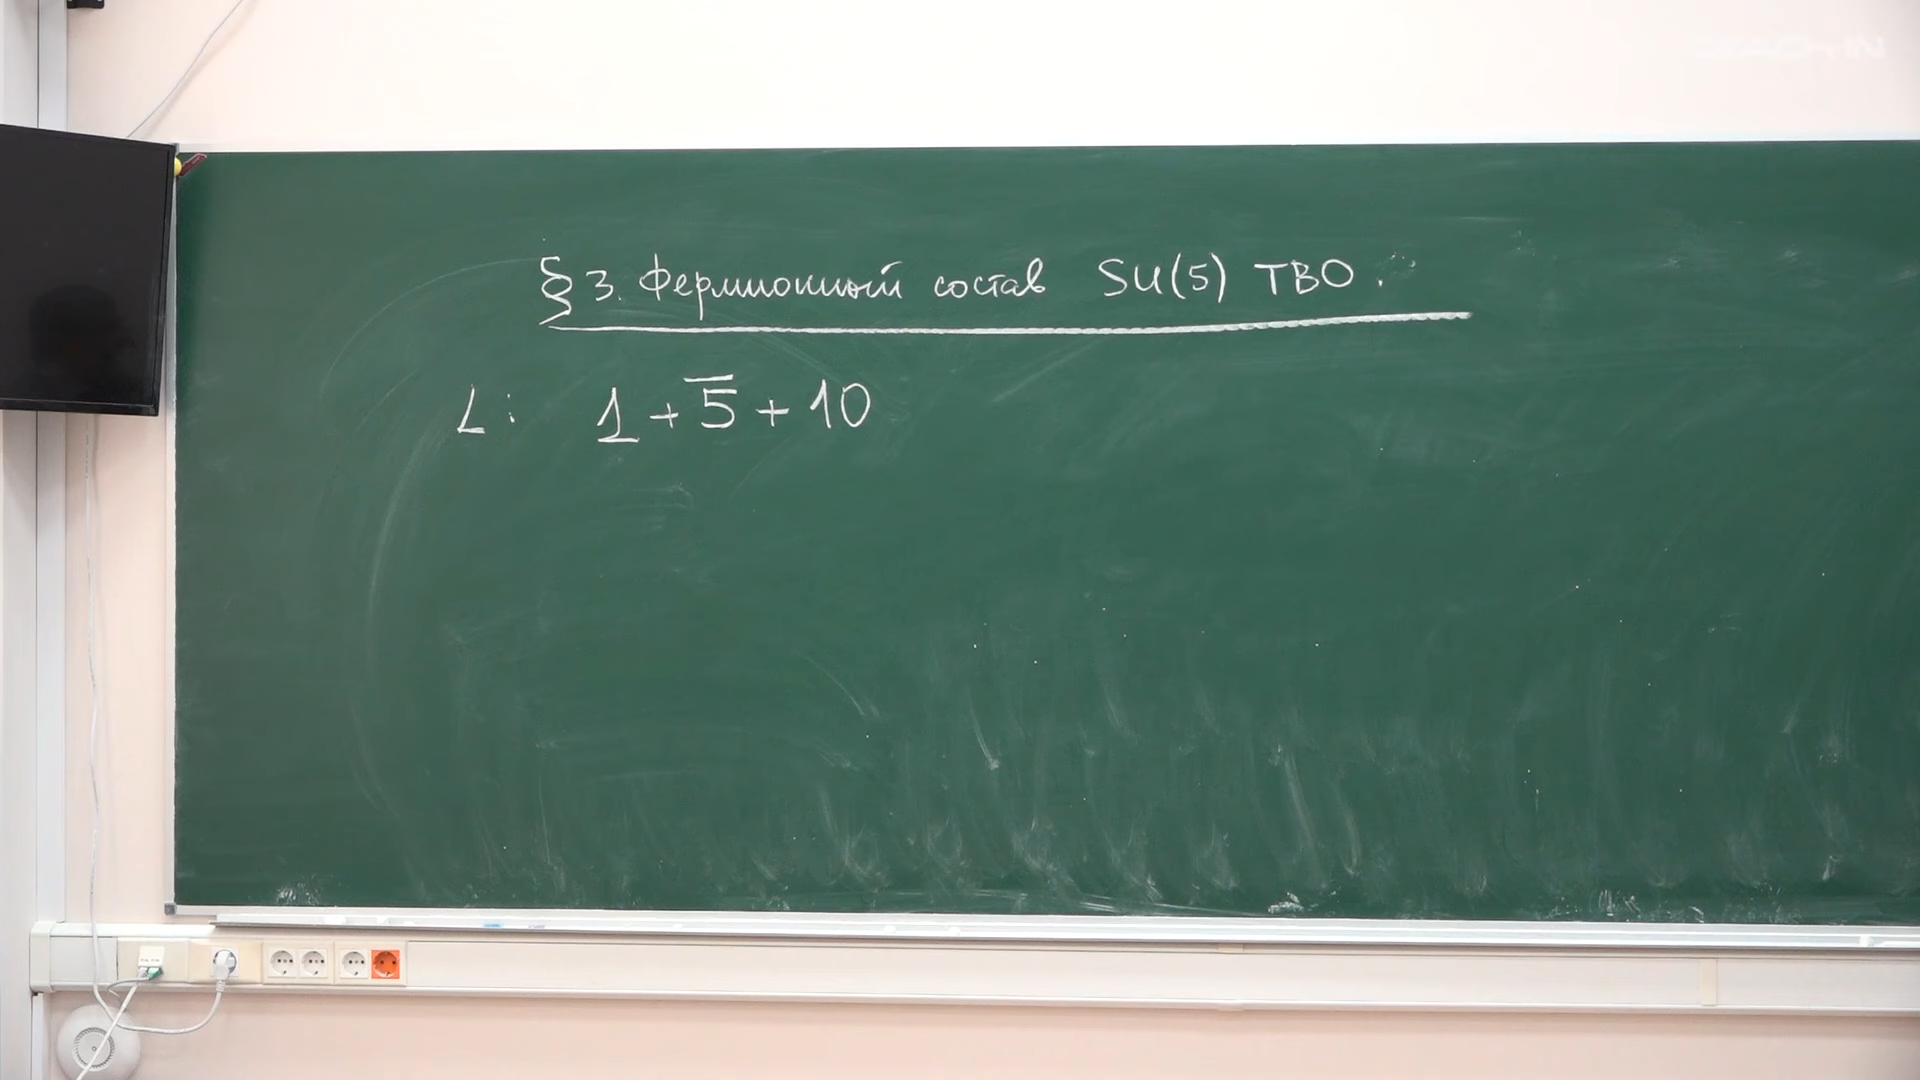 § 3. Фермионный состав SU(5) ТВО.
L: 1 + 5̅ + 10